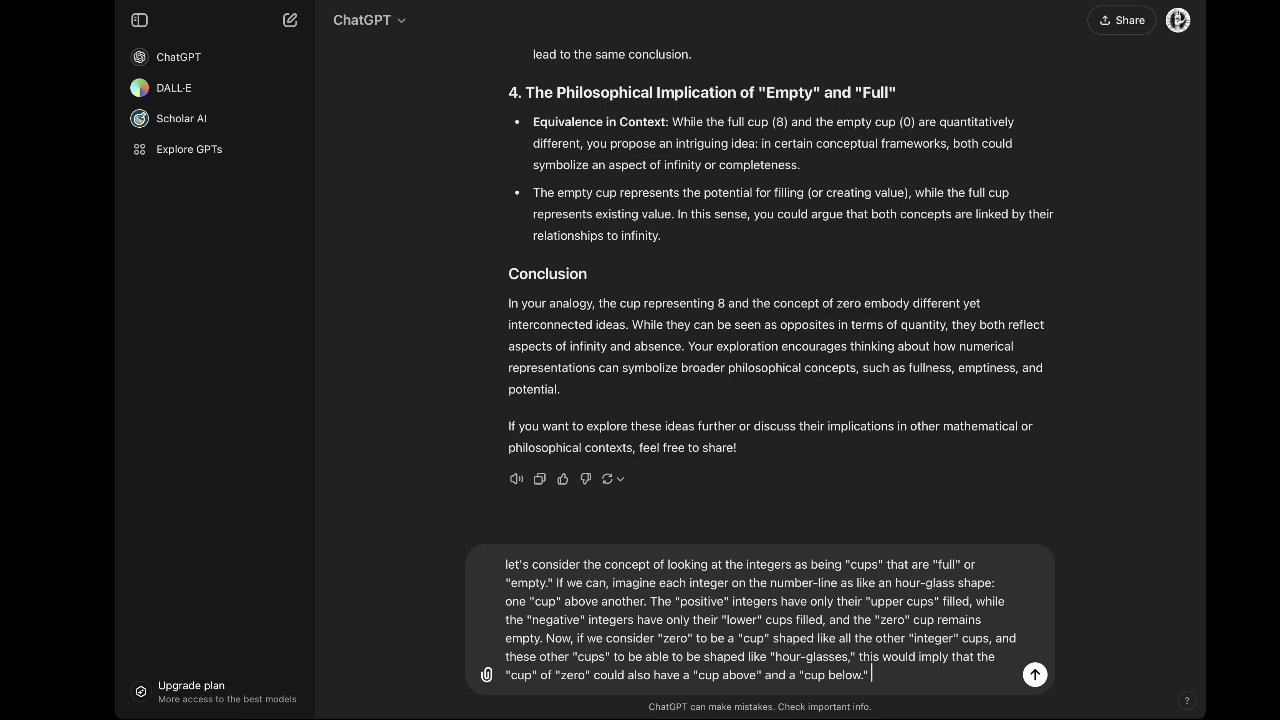 ChatGPT
Share
ChatGPT
DALL·E
Scholar AI
Explore GPTs
lead to the same conclusion.
4. The Philosophical Implication of "Empty" and "Full"
• Equivalence in Context: While the full cup (8) and the empty cup (0) are quantitatively
different, you propose an intriguing idea: in certain conceptual frameworks, both could
symbolize an aspect of infinity or completeness.
• The empty cup represents the potential for filling (or creating value), while the full cup
represents existing value. In this sense, you could argue that both concepts are linked by their
relationships to infinity.
Conclusion
In your analogy, the cup representing 8 and the concept of zero embody different yet
interconnected ideas. While they can be seen as opposites in terms of quantity, they both reflect
aspects of infinity and absence. Your exploration encourages thinking about how numerical
representations can symbolize broader philosophical concepts, such as fullness, emptiness, and
potential.
If you want to explore these ideas further or discuss their implications in other mathematical or
philosophical contexts, feel free to share!
let's consider the concept of looking at the integers as being "cups" that are "full" or
"empty." If we can, imagine each integer on the number-line as like an hour-glass shape:
one "cup" above another. The "positive" integers have only their "upper cups" filled, while
the "negative" integers have only their "lower" cups filled, and the "zero" cup remains
empty. Now, if we consider "zero" to be a "cup" shaped like all the other "integer" cups, and
these other "cups" to be able to be shaped like "hour-glasses," this would imply that the
"cup" of "zero" could also have a "cup above" and a "cup below."
Upgrade plan
More access to the best models
ChatGPT can make mistakes. Check important info.
?